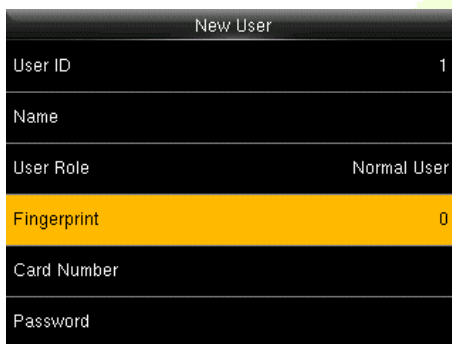 New User
User ID 1
Name
User Role Normal User
Fingerprint 0
Card Number
Password